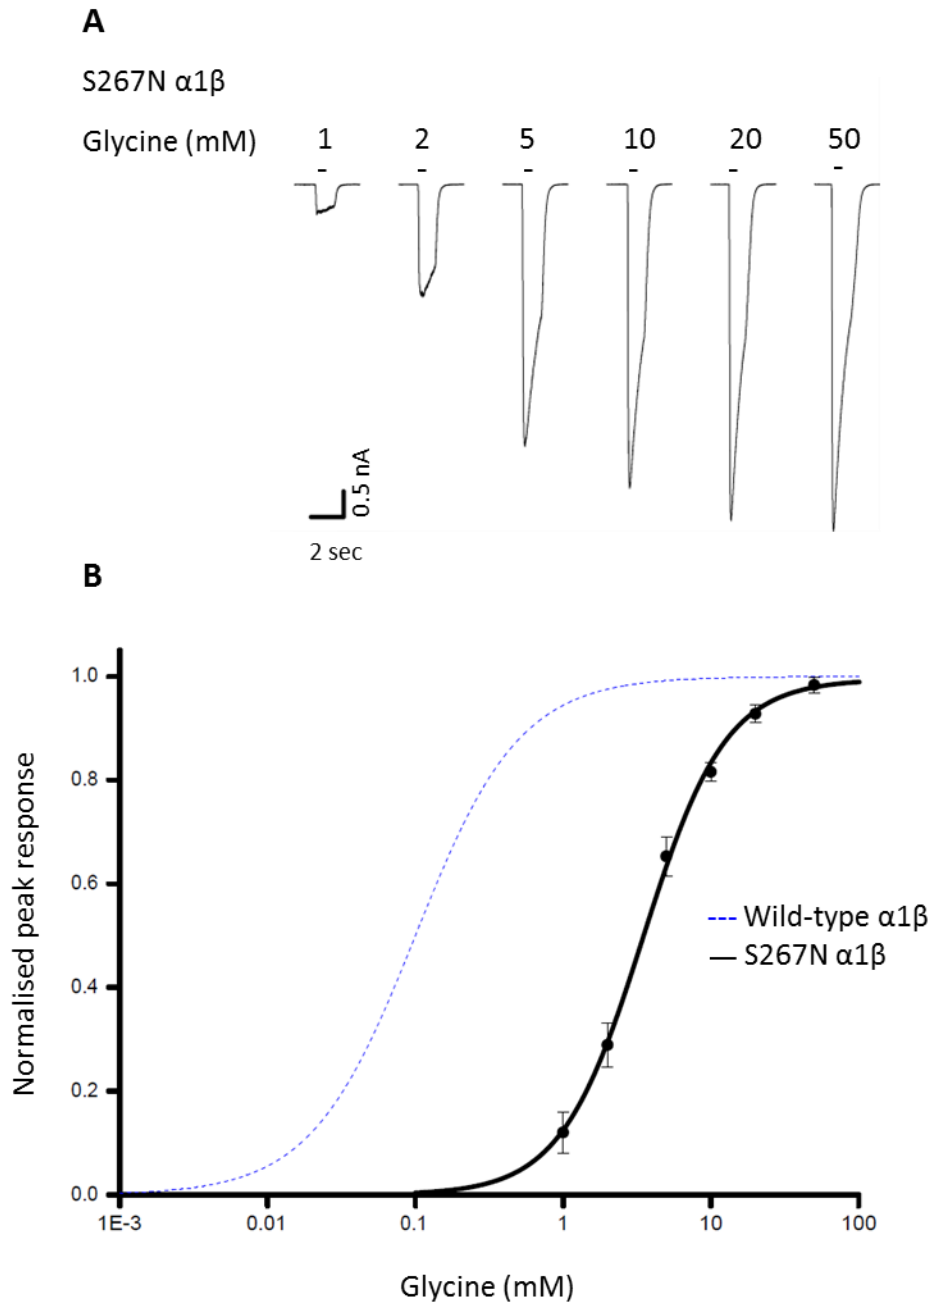 A
S267N α1β
Glycine (mM) 1 2 5 10 20 50
0.5 nA
2 sec
B
1.0
0.8
0.6
0.4
0.2
0.0
Normalised peak response
Wild-type α1β
S267N α1β
1E-3 0.01 0.1 1 10 100
Glycine (mM)